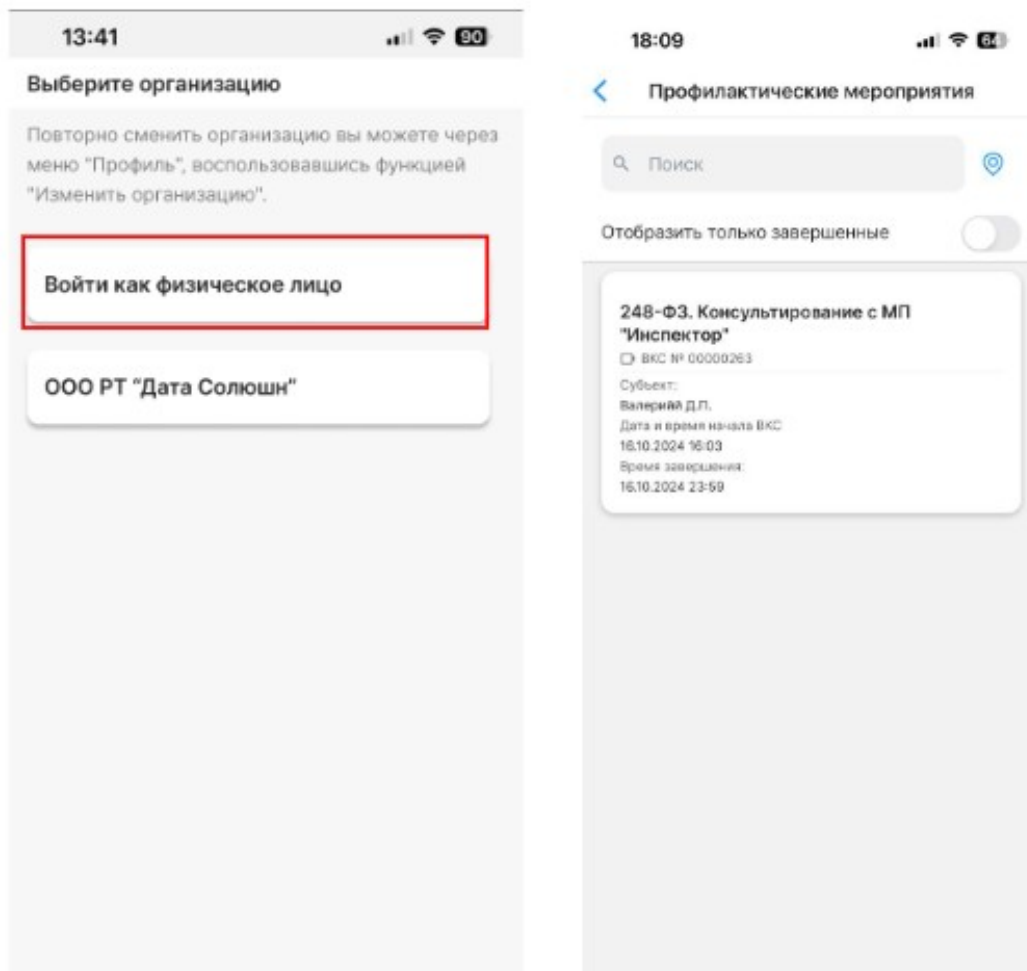 13:41
90
Выберите организацию
Повторно сменить организацию вы можете через
меню "Профиль", воспользовавшись функцией
"Изменить организацию".
Войти как физическое лицо
ООО РТ “Дата Солюшн”
18:09
64
Профилактические мероприятия
Поиск
Отобразить только завершенные
248-ФЗ. Консультирование с МП
"Инспектор"
ВКС № 00000263
Субъект:
Валерийй Д.П.
Дата и время начала ВКС
16.10.2024 16:03
Время завершения:
16.10.2024 23:59